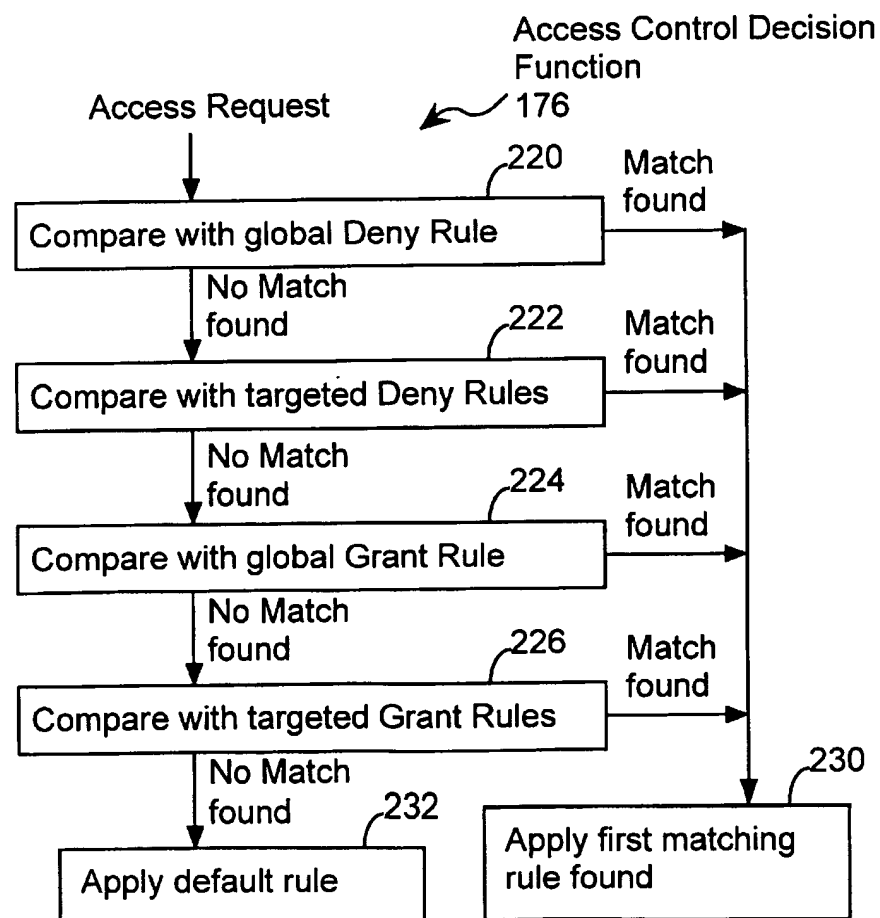 Access Control Decision
Function
176
Access Request
220
Match
found
Compare with global Deny Rule
No Match
found
222
Match
found
Compare with targeted Deny Rules
No Match
found
224
Match
found
Compare with global Grant Rule
No Match
found
226
Match
found
Compare with targeted Grant Rules
No Match
found
232
230
Apply default rule
Apply first matching
rule found